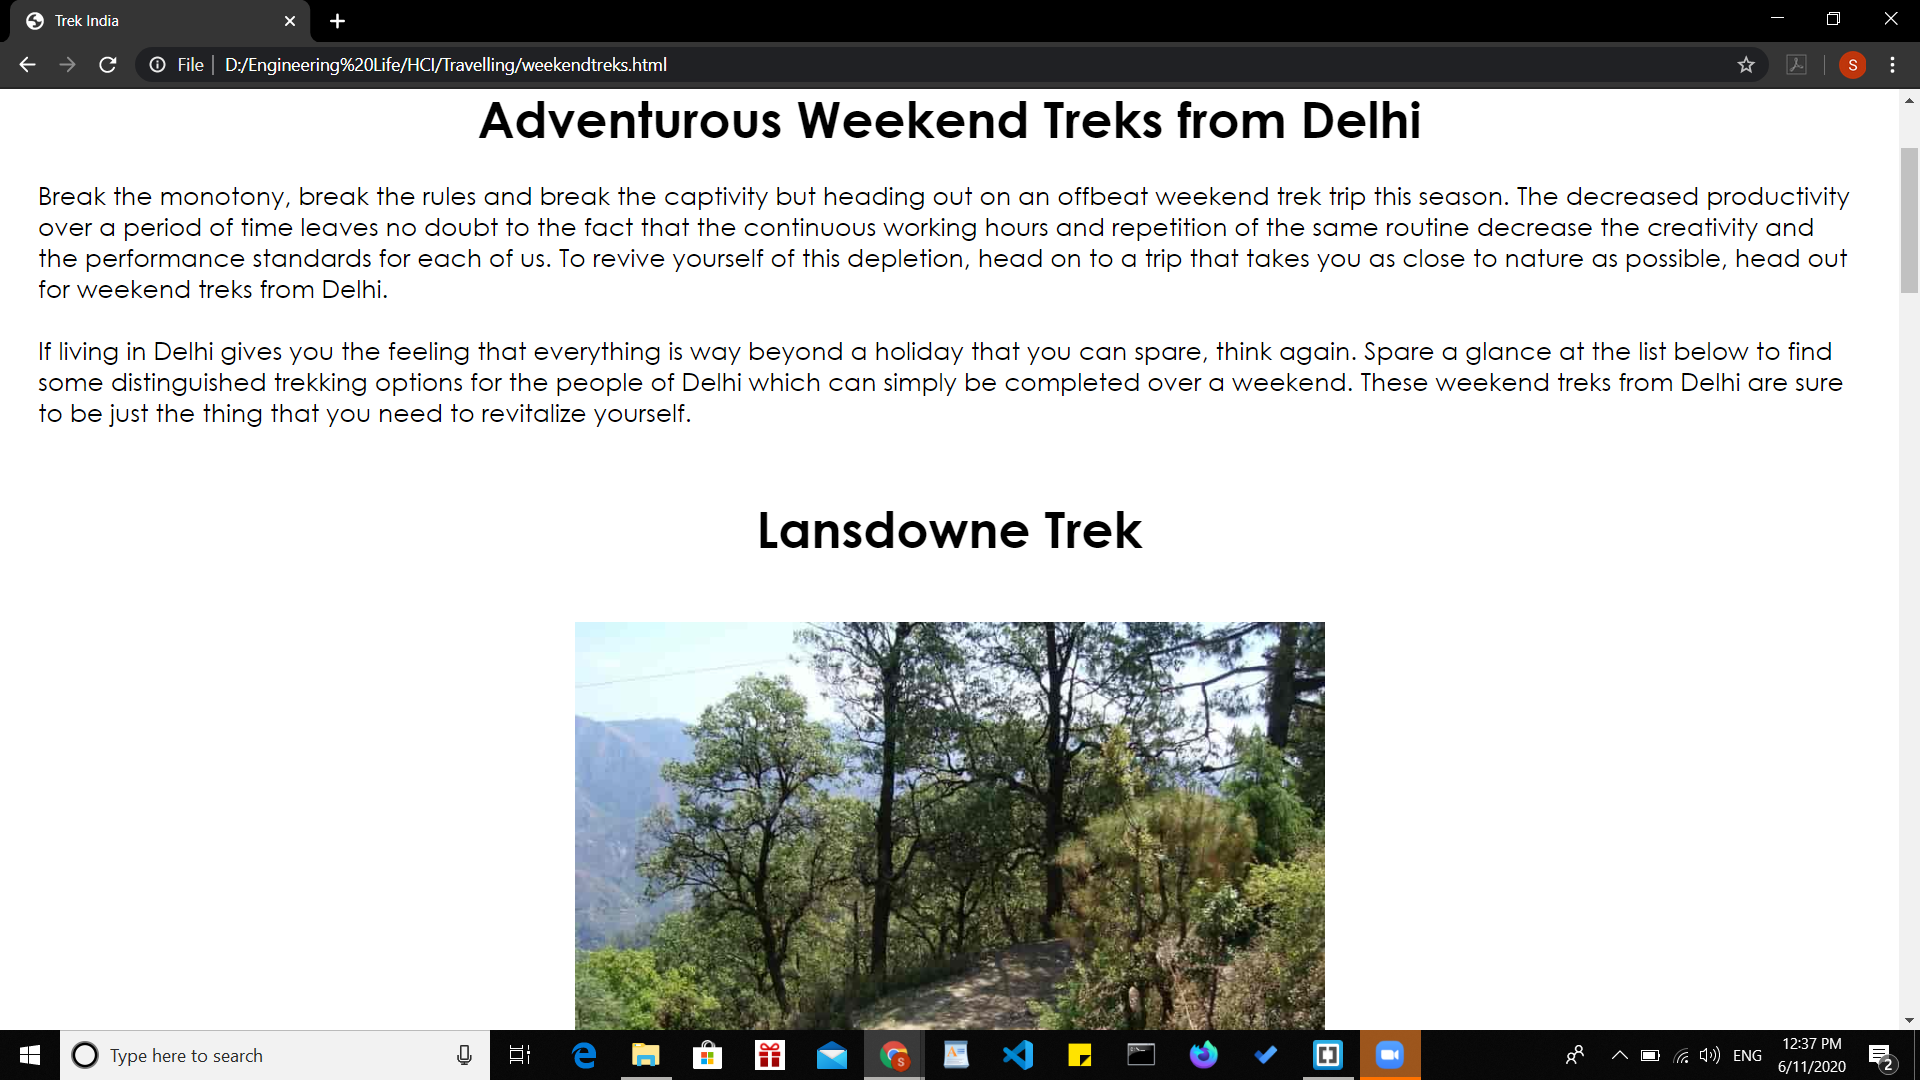 Trek India
File
D:/Engineering%20Life/HCI/Travelling/weekendtreks.html
S
Adventurous Weekend Treks from Delhi
Break the monotony, break the rules and break the captivity but heading out on an offbeat weekend trek trip this season. The decreased productivity
over a period of time leaves no doubt to the fact that the continuous working hours and repetition of the same routine decrease the creativity and
the performance standards for each of us. To revive yourself of this depletion, head on to a trip that takes you as close to nature as possible, head out
for weekend treks from Delhi.
If living in Delhi gives you the feeling that everything is way beyond a holiday that you can spare, think again. Spare a glance at the list below to find
some distinguished trekking options for the people of Delhi which can simply be completed over a weekend. These weekend treks from Delhi are sure
to be just the thing that you need to revitalize yourself.
Lansdowne Trek
Type here to search
S
ENG
12:37 PM
6/11/2020
2